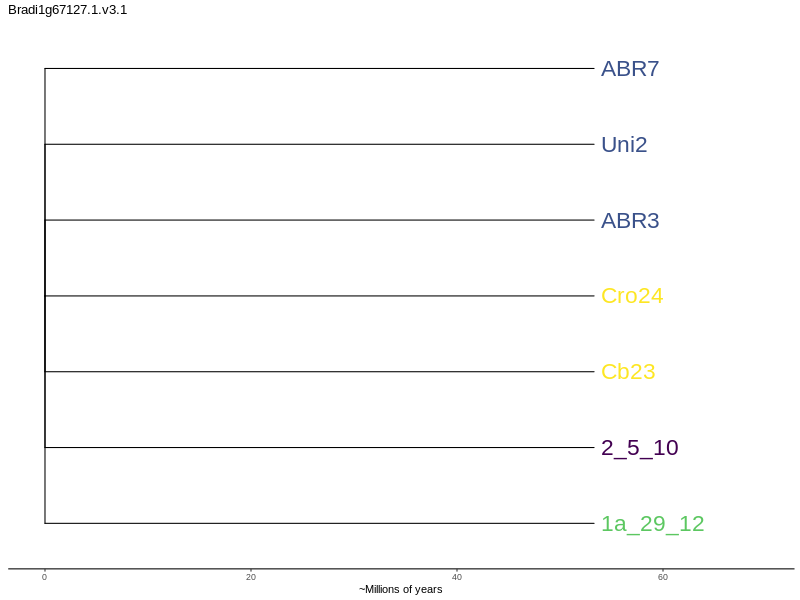 Bradi1g67127.1.v3.1
ABR7
Uni2
ABR3
Cro24
Cb23
2_5_10
1a_29_12
0 20 40 60
~Millions of years